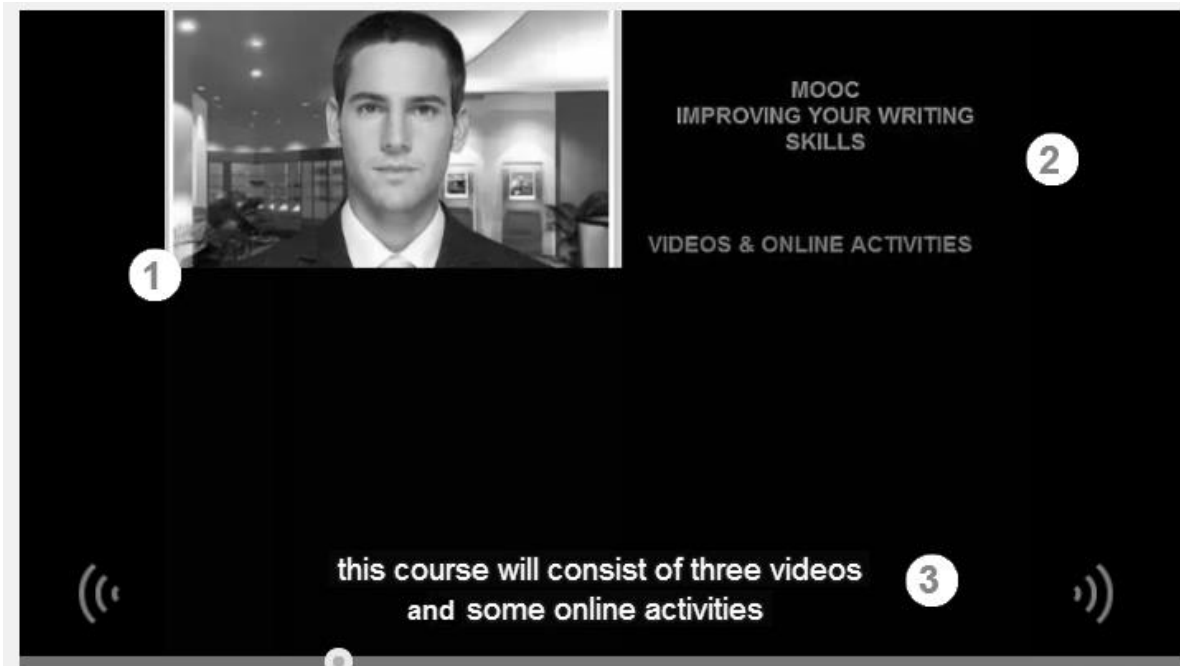 MOOC
IMPROVING YOUR WRITING
SKILLS
2
VIDEOS & ONLINE ACTIVITIES
1
this course will consist of three videos
and some online activities
3